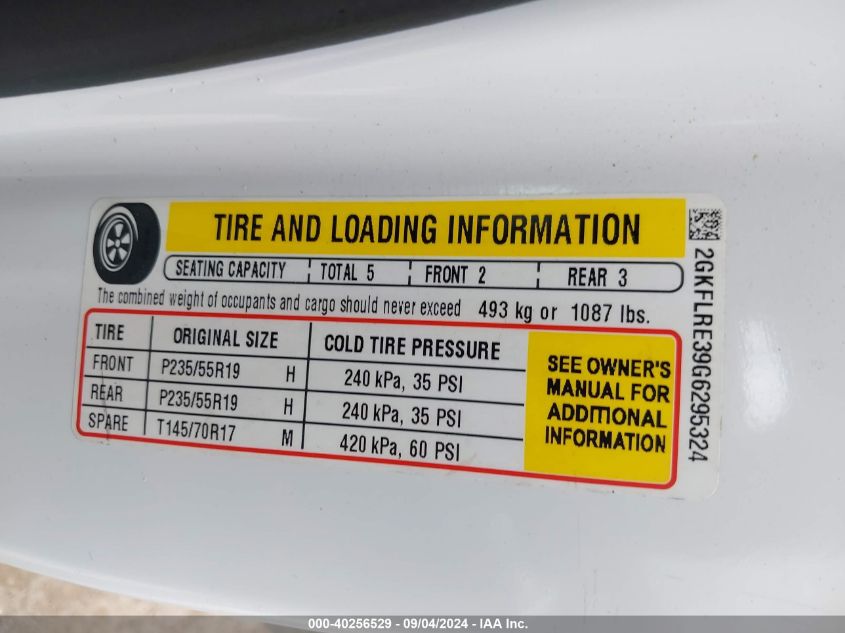 TIRE AND LOADING INFORMATION
SEATING CAPACITY TOTAL 5 FRONT 2 REAR 3
The combined weight of occupants and cargo should never exceed 493 kg or 1087 lbs.
TIRE ORIGINAL SIZE COLD TIRE PRESSURE
FRONT P235/55R19 H 240 kPa, 35 PSI
REAR P235/55R19 H 240 kPa, 35 PSI
SPARE T145/70R17 M 420 kPa, 60 PSI
SEE OWNER'S
MANUAL FOR
ADDITIONAL
INFORMATION
2GKFLRE39G6295324
000-40256529 - 09/04/2024 - IAA Inc.